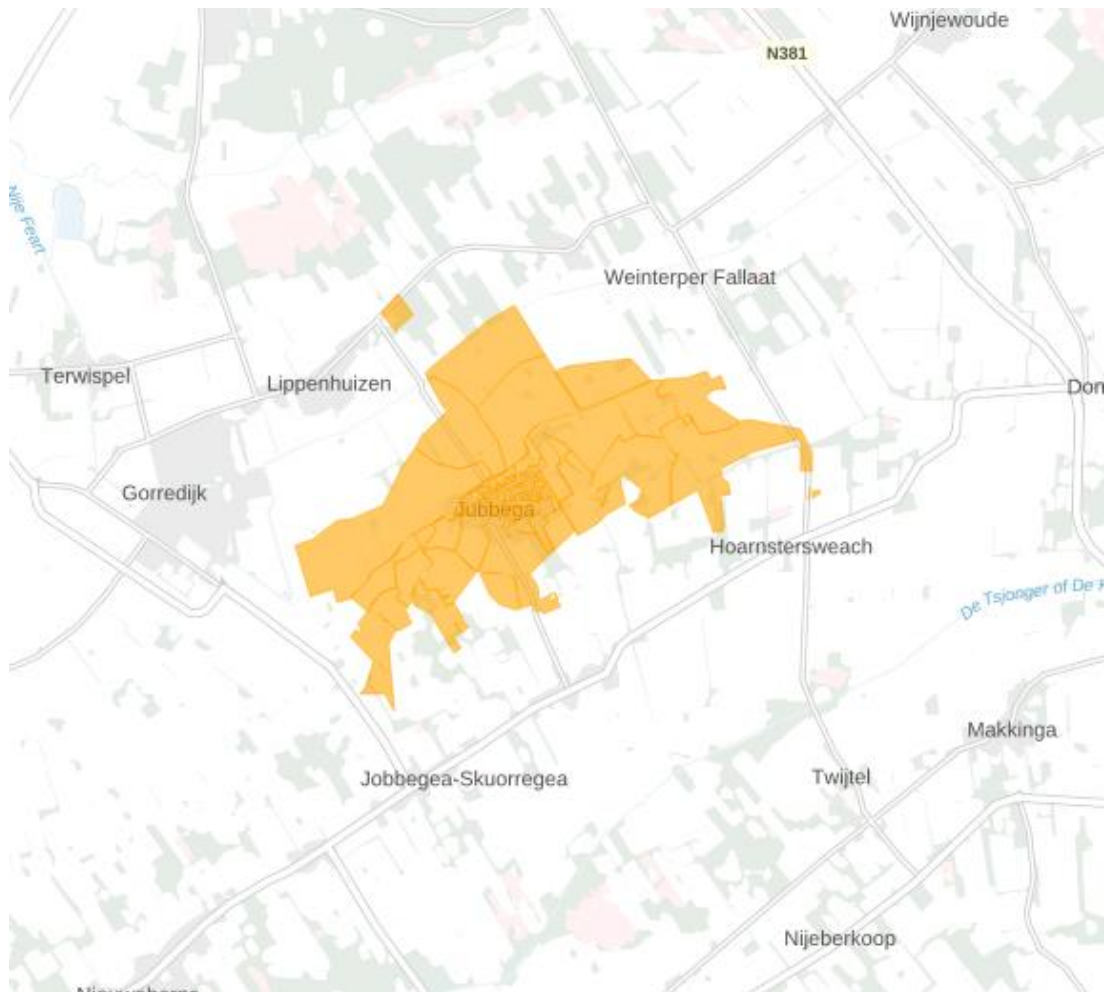 Wijnjewoude
N381
Nije Feart
Weinterper Fallaat
Terwispel
Lippenhuizen
Don
Gorredijk
Jubbega
Hoarnstersweach
De Tsjonger of De K
Makkinga
Jobbegea-Skuorregea
Twijtel
Nijeberkoop